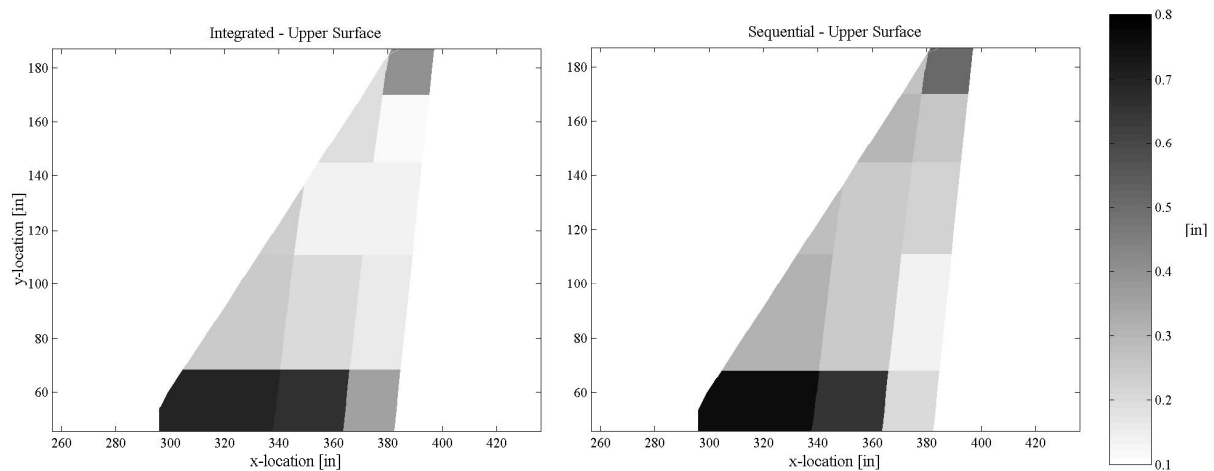 Integrated - Upper Surface
180
160
140
120
100
80
60
y-location [in]
260 280 300 320 340 360 380 400 420
x-location [in]
Sequential - Upper Surface
180
160
140
120
100
80
60
260 280 300 320 340 360 380 400 420
x-location [in]
0.8
0.7
0.6
0.5
0.4
0.3
0.2
0.1
[in]